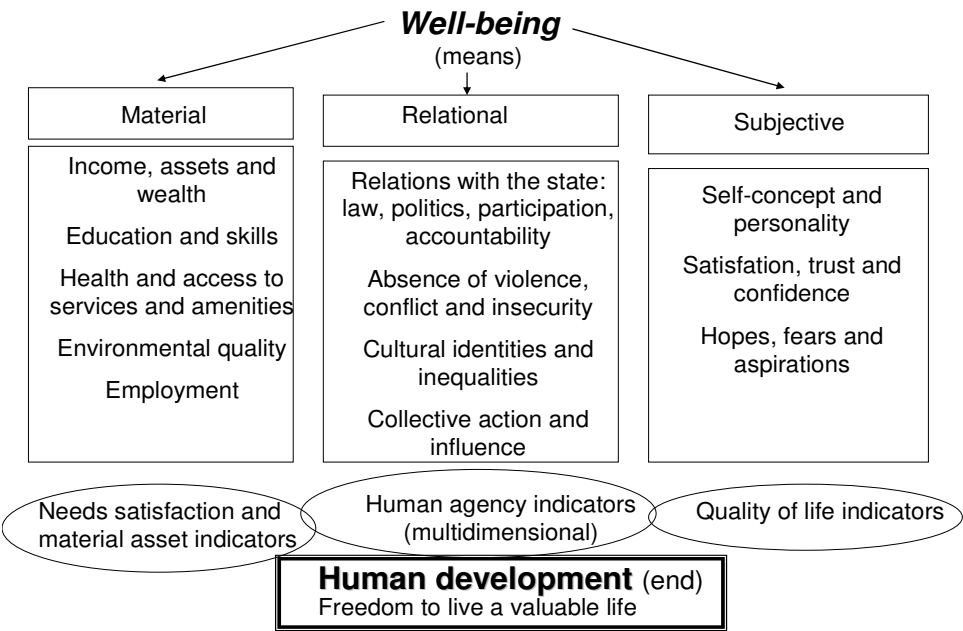 Well-being
(means)
Material
Income, assets and
wealth
Education and skills
Health and access to
services and amenities
Environmental quality
Employment
Relational
Relations with the state:
law, politics, participation,
accountability
Absence of violence,
conflict and insecurity
Cultural identities and
inequalities
Collective action and
influence
Subjective
Self-concept and
personality
Satisfation, trust and
confidence
Hopes, fears and
aspirations
Needs satisfaction and
material asset indicators
Human agency indicators
(multidimensional)
Quality of life indicators
Human development (end)
Freedom to live a valuable life